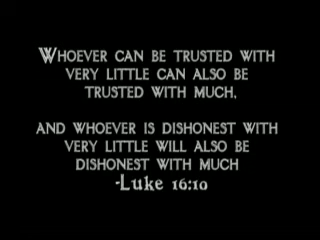 WHOEVER CAN BE TRUSTED WITH
VERY LITTLE CAN ALSO BE
TRUSTED WITH MUCH,
AND WHOEVER IS DISHONEST WITH
VERY LITTLE WILL ALSO BE
DISHONEST WITH MUCH
-Luke 16:10